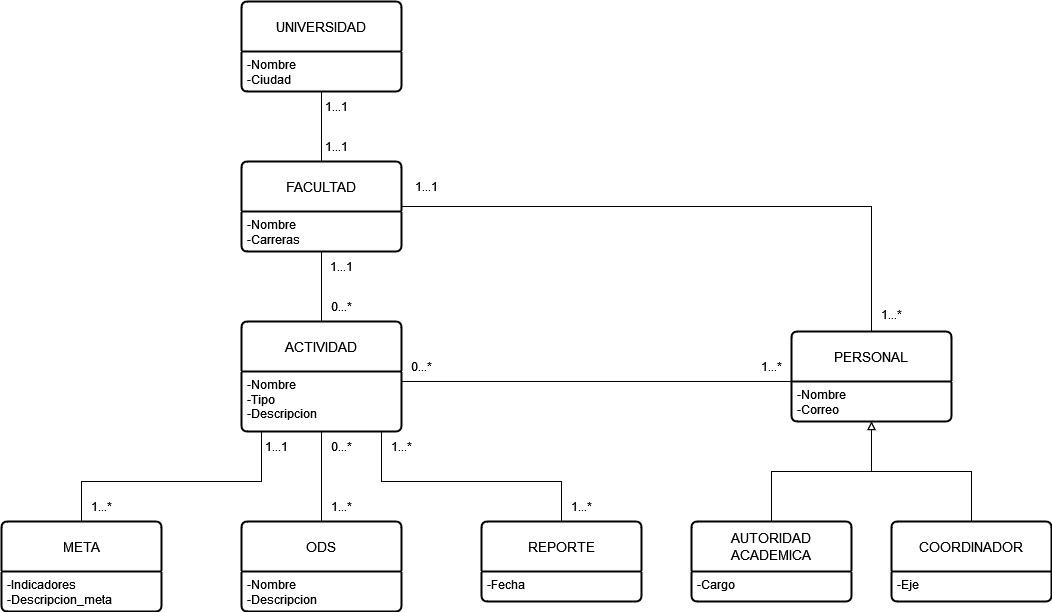 UNIVERSIDAD
-Nombre
-Ciudad
1...1
1...1
FACULTAD
-Nombre
-Carreras
1...1
1...1
0...*
1...*
ACTIVIDAD
-Nombre
-Tipo
-Descripcion
0...*
1...*
PERSONAL
-Nombre
-Correo
1...1
0...*
1...*
1...*
1...*
1...*
META
-Indicadores
-Descripcion_meta
ODS
-Nombre
-Descripcion
REPORTE
-Fecha
AUTORIDAD
ACADEMICA
-Cargo
COORDINADOR
-Eje